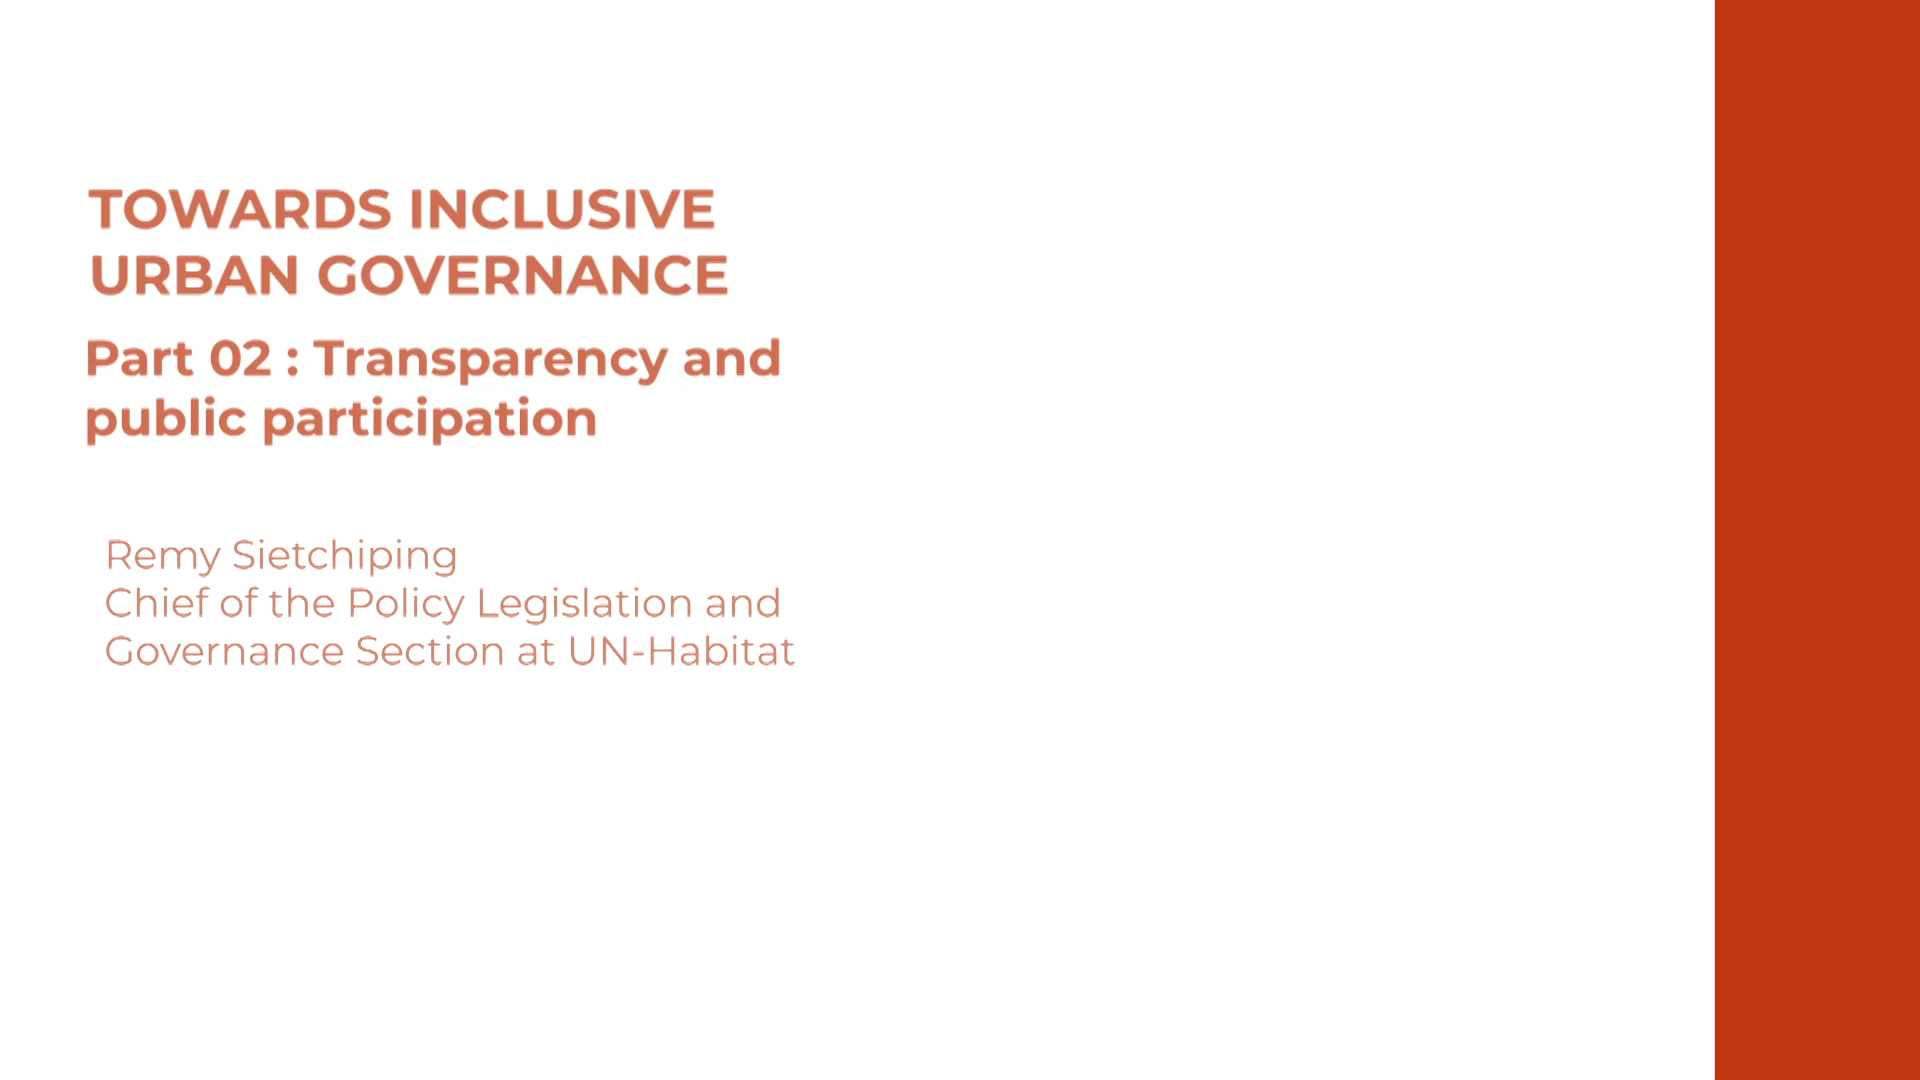 TOWARDS INCLUSIVE
URBAN GOVERNANCE
Part 02 : Transparency and
public participation
Remy Sietchiping
Chief of the Policy Legislation and
Governance Section at UN-Habitat